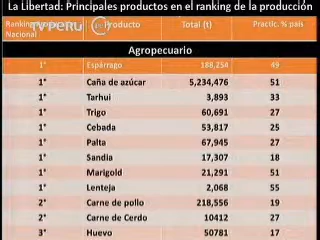 La Libertad: Principales productos en el ranking de la producción
Ranking Nacional Producto Total (t) Practic. % país
TVPERU
Agropecuario
1° Espárrago 188,254 49
1° Caña de azúcar 5,234,476 51
1° Tarhui 3,893 33
1° Trigo 60,691 27
1° Cebada 53,817 25
1° Palta 67,945 27
1° Sandia 17,307 18
1° Marigold 21,291 51
1° Lenteja 2,068 55
2° Carne de pollo 218,556 19
2° Carne de Cerdo 10412 27
3° Huevo 50781 17